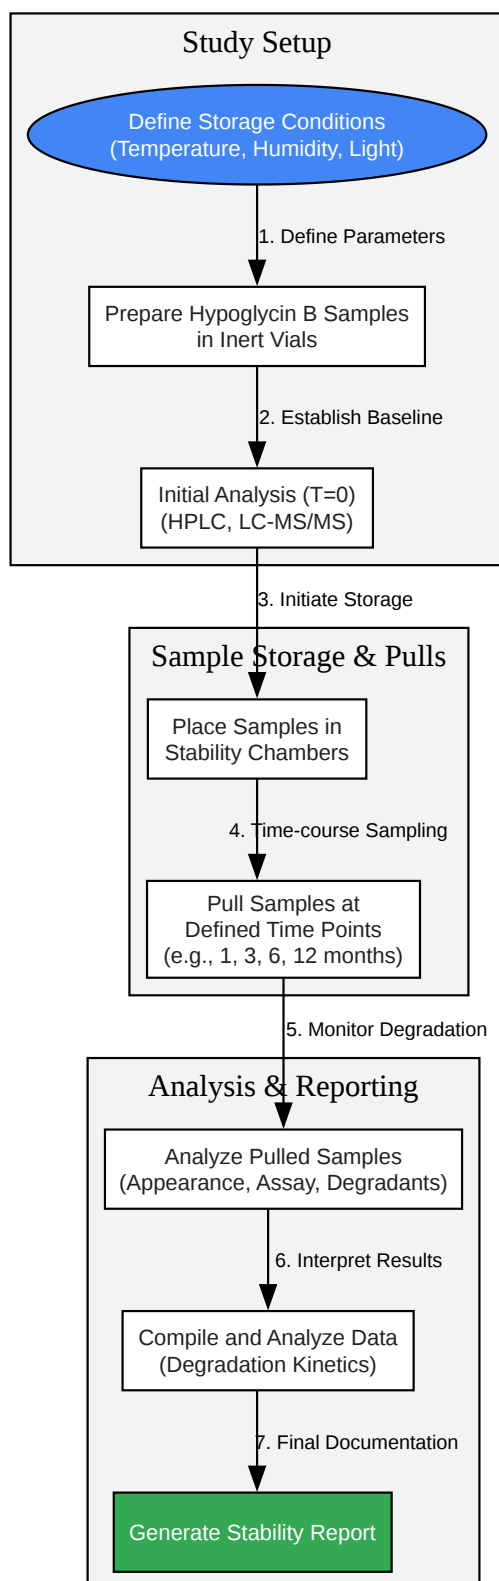 Study Setup
Define Storage Conditions
(Temperature, Humidity, Light)
1. Define Parameters
Prepare Hypoglycin B Samples
in Inert Vials
2. Establish Baseline
Initial Analysis (T=0)
(HPLC, LC-MS/MS)
3. Initiate Storage
Sample Storage & Pulls
Place Samples in
Stability Chambers
4. Time-course Sampling
Pull Samples at
Defined Time Points
(e.g., 1, 3, 6, 12 months)
5. Monitor Degradation
Analysis & Reporting
Analyze Pulled Samples
(Appearance, Assay, Degradants)
6. Interpret Results
Compile and Analyze Data
(Degradation Kinetics)
7. Final Documentation
Generate Stability Report